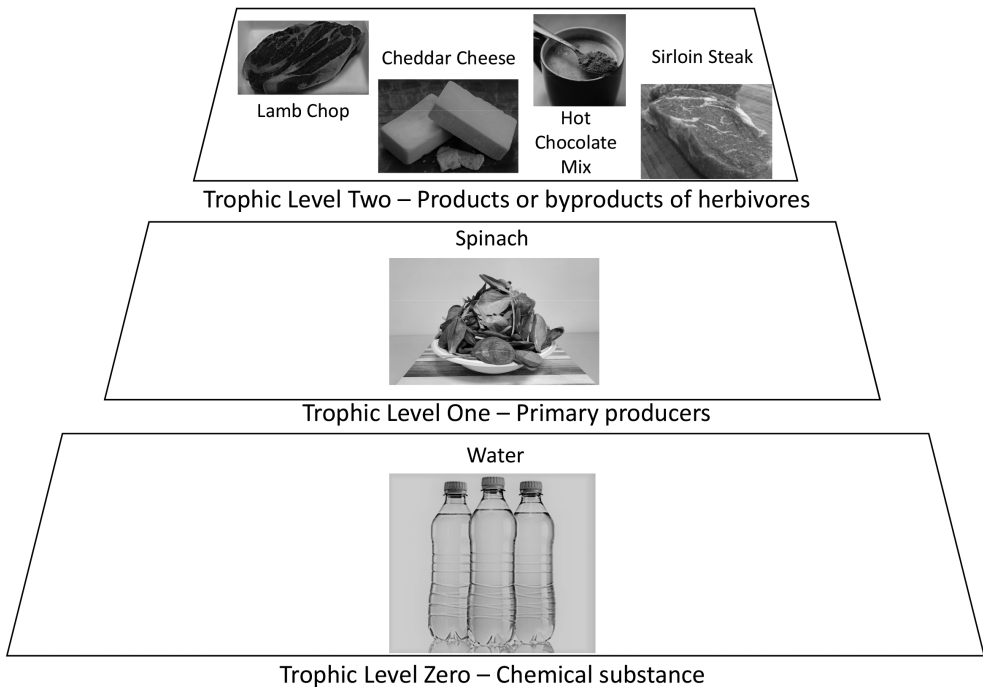 Cheddar Cheese
Sirloin Steak
Lamb Chop
Hot
Chocolate
Mix
Trophic Level Two – Products or byproducts of herbivores
Spinach
Trophic Level One – Primary producers
Water
Trophic Level Zero – Chemical substance